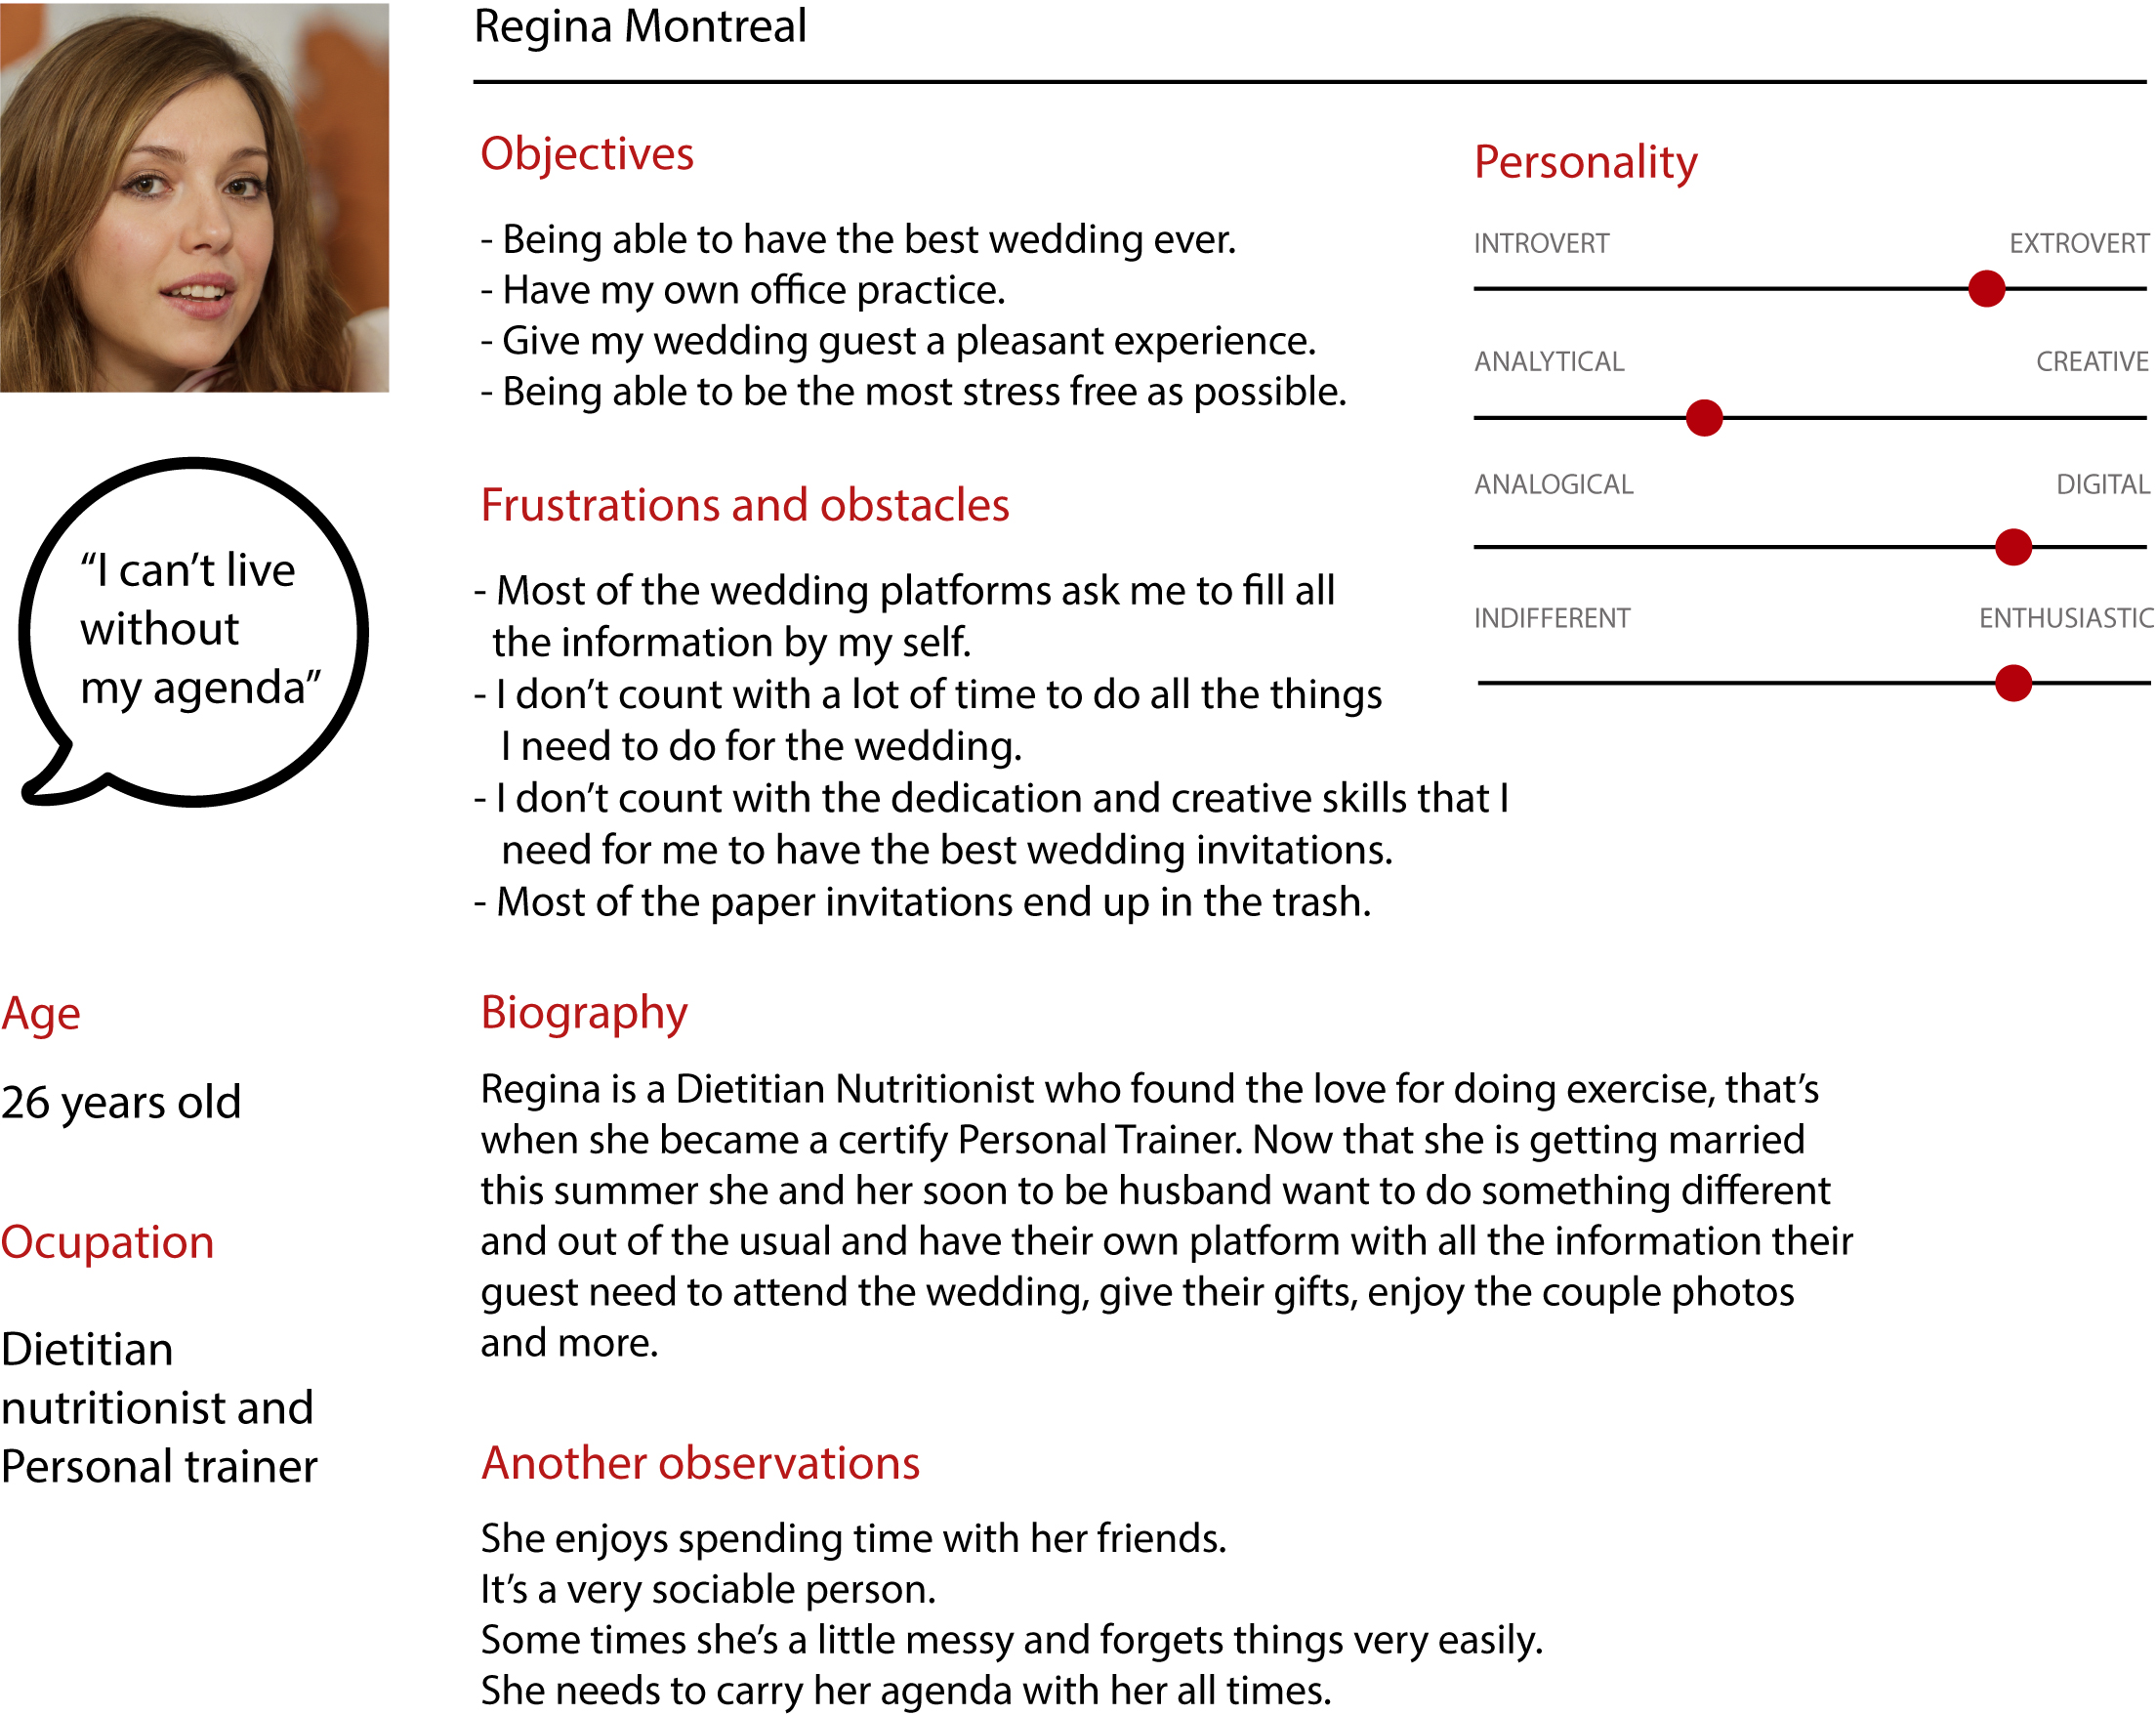 Regina Montreal
Objectives
- Being able to have the best wedding ever.
- Have my own office practice.
- Give my wedding guest a pleasant experience.
- Being able to be the most stress free as possible.
Personality
INTROVERT EXTROVERT
ANALYTICAL CREATIVE
ANALOGICAL DIGITAL
INDIFFERENT ENTHUSIASTIC
“I can’t live
without
my agenda”
Frustrations and obstacles
- Most of the wedding platforms ask me to fill all
the information by my self.
- I don’t count with a lot of time to do all the things
I need to do for the wedding.
- I don’t count with the dedication and creative skills that I
need for me to have the best wedding invitations.
- Most of the paper invitations end up in the trash.
Age
26 years old
Ocupation
Dietitian
nutritionist and
Personal trainer
Biography
Regina is a Dietitian Nutritionist who found the love for doing exercise, that’s
when she became a certify Personal Trainer. Now that she is getting married
this summer she and her soon to be husband want to do something different
and out of the usual and have their own platform with all the information their
guest need to attend the wedding, give their gifts, enjoy the couple photos
and more.
Another observations
She enjoys spending time with her friends.
It’s a very sociable person.
Some times she’s a little messy and forgets things very easily.
She needs to carry her agenda with her all times.